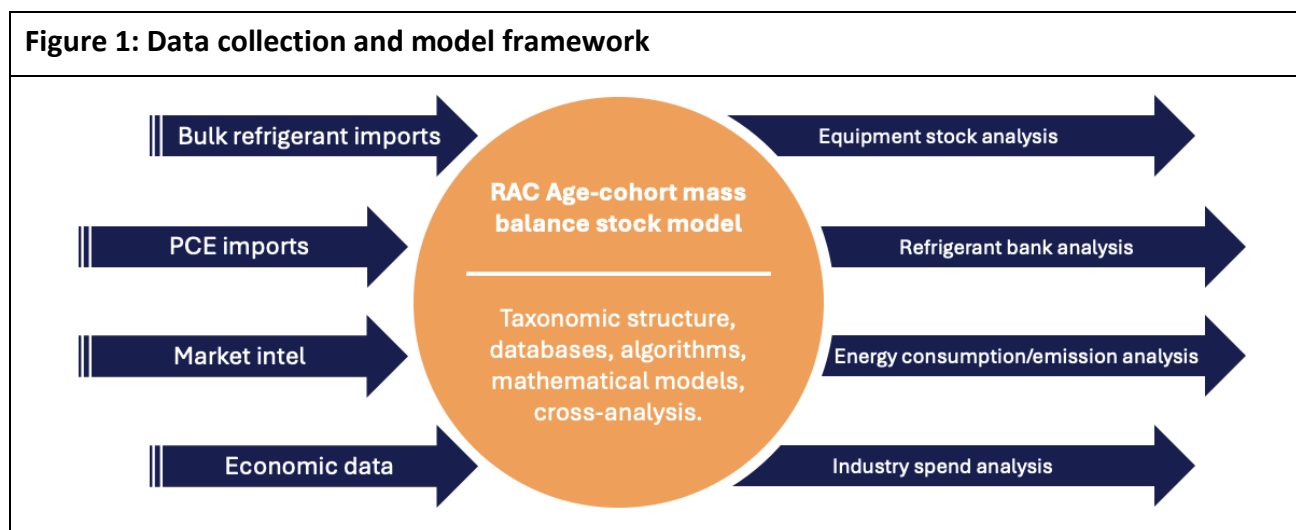 Figure 1: Data collection and model framework
Bulk refrigerant imports
PCE imports
Market intel
Economic data
RAC Age-cohort mass
balance stock model
Taxonomic structure,
databases, algorithms,
mathematical models,
cross-analysis.
Equipment stock analysis
Refrigerant bank analysis
Energy consumption/emission analysis
Industry spend analysis